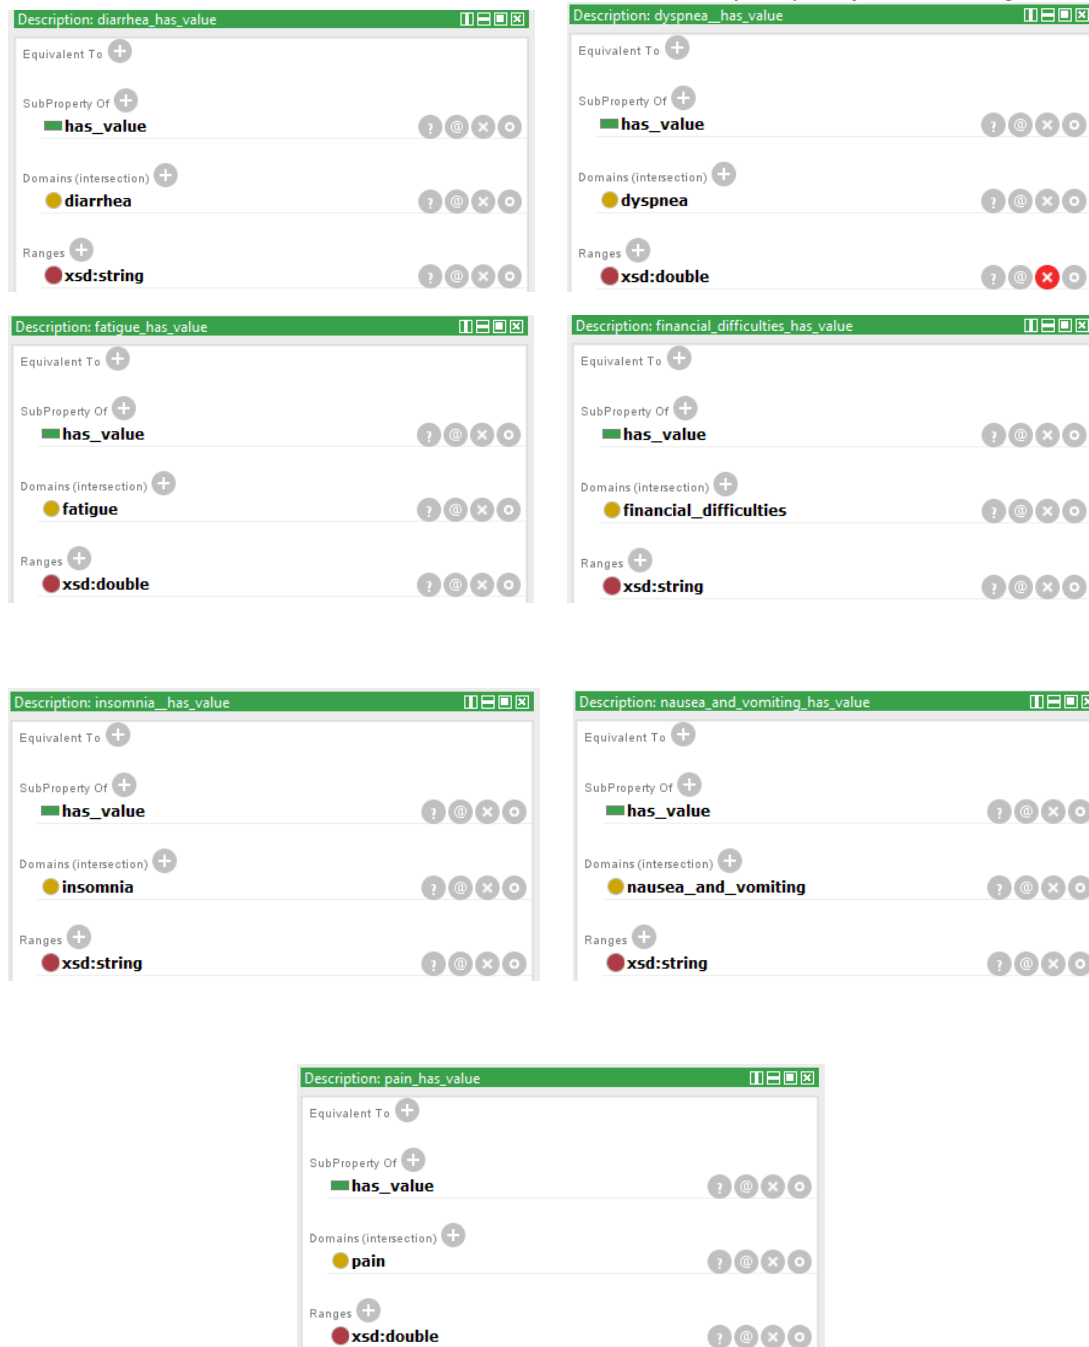 Description: diarrhea_has_value
Equivalent To
SubProperty Of
has_value
Domains (intersection)
diarrhea
Ranges
xsd:string
Description: dyspnea__has_value
Equivalent To
SubProperty Of
has_value
Domains (intersection)
dyspnea
Ranges
xsd:double
Description: fatigue_has_value
Equivalent To
SubProperty Of
has_value
Domains (intersection)
fatigue
Ranges
xsd:double
Description: financial_difficulties_has_value
Equivalent To
SubProperty Of
has_value
Domains (intersection)
financial_difficulties
Ranges
xsd:string
Description: insomnia__has_value
Equivalent To
SubProperty Of
has_value
Domains (intersection)
insomnia
Ranges
xsd:string
Description: nausea_and_vomiting_has_value
Equivalent To
SubProperty Of
has_value
Domains (intersection)
nausea_and_vomiting
Ranges
xsd:string
Description: pain_has_value
Equivalent To
SubProperty Of
has_value
Domains (intersection)
pain
Ranges
xsd:double